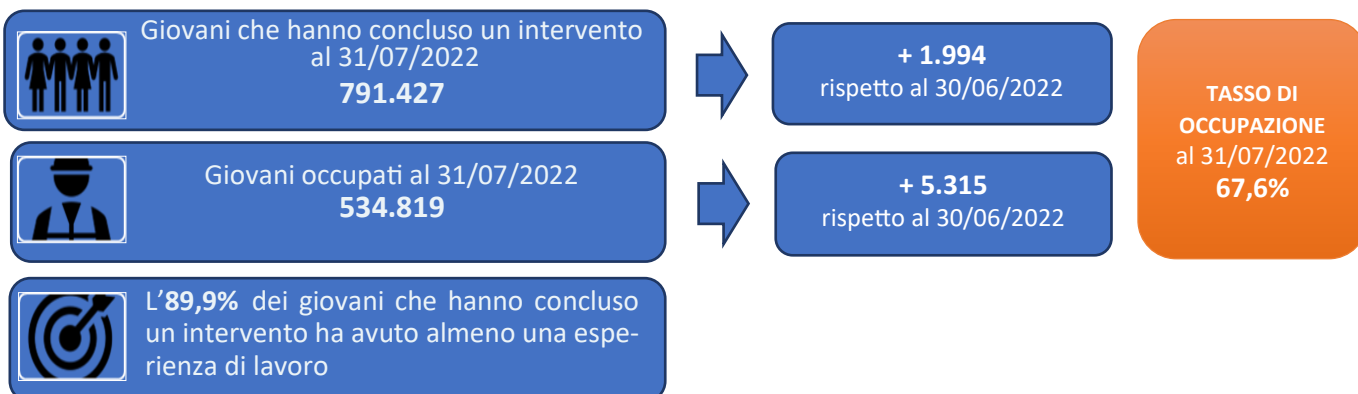 Giovani che hanno concluso un intervento
al 31/07/2022
791.427
+ 1.994
rispetto al 30/06/2022
Giovani occupati al 31/07/2022
534.819
+ 5.315
rispetto al 30/06/2022
TASSO DI
OCCUPAZIONE
al 31/07/2022
67,6%
L'89,9% dei giovani che hanno concluso
un intervento ha avuto almeno una espe-
rienza di lavoro